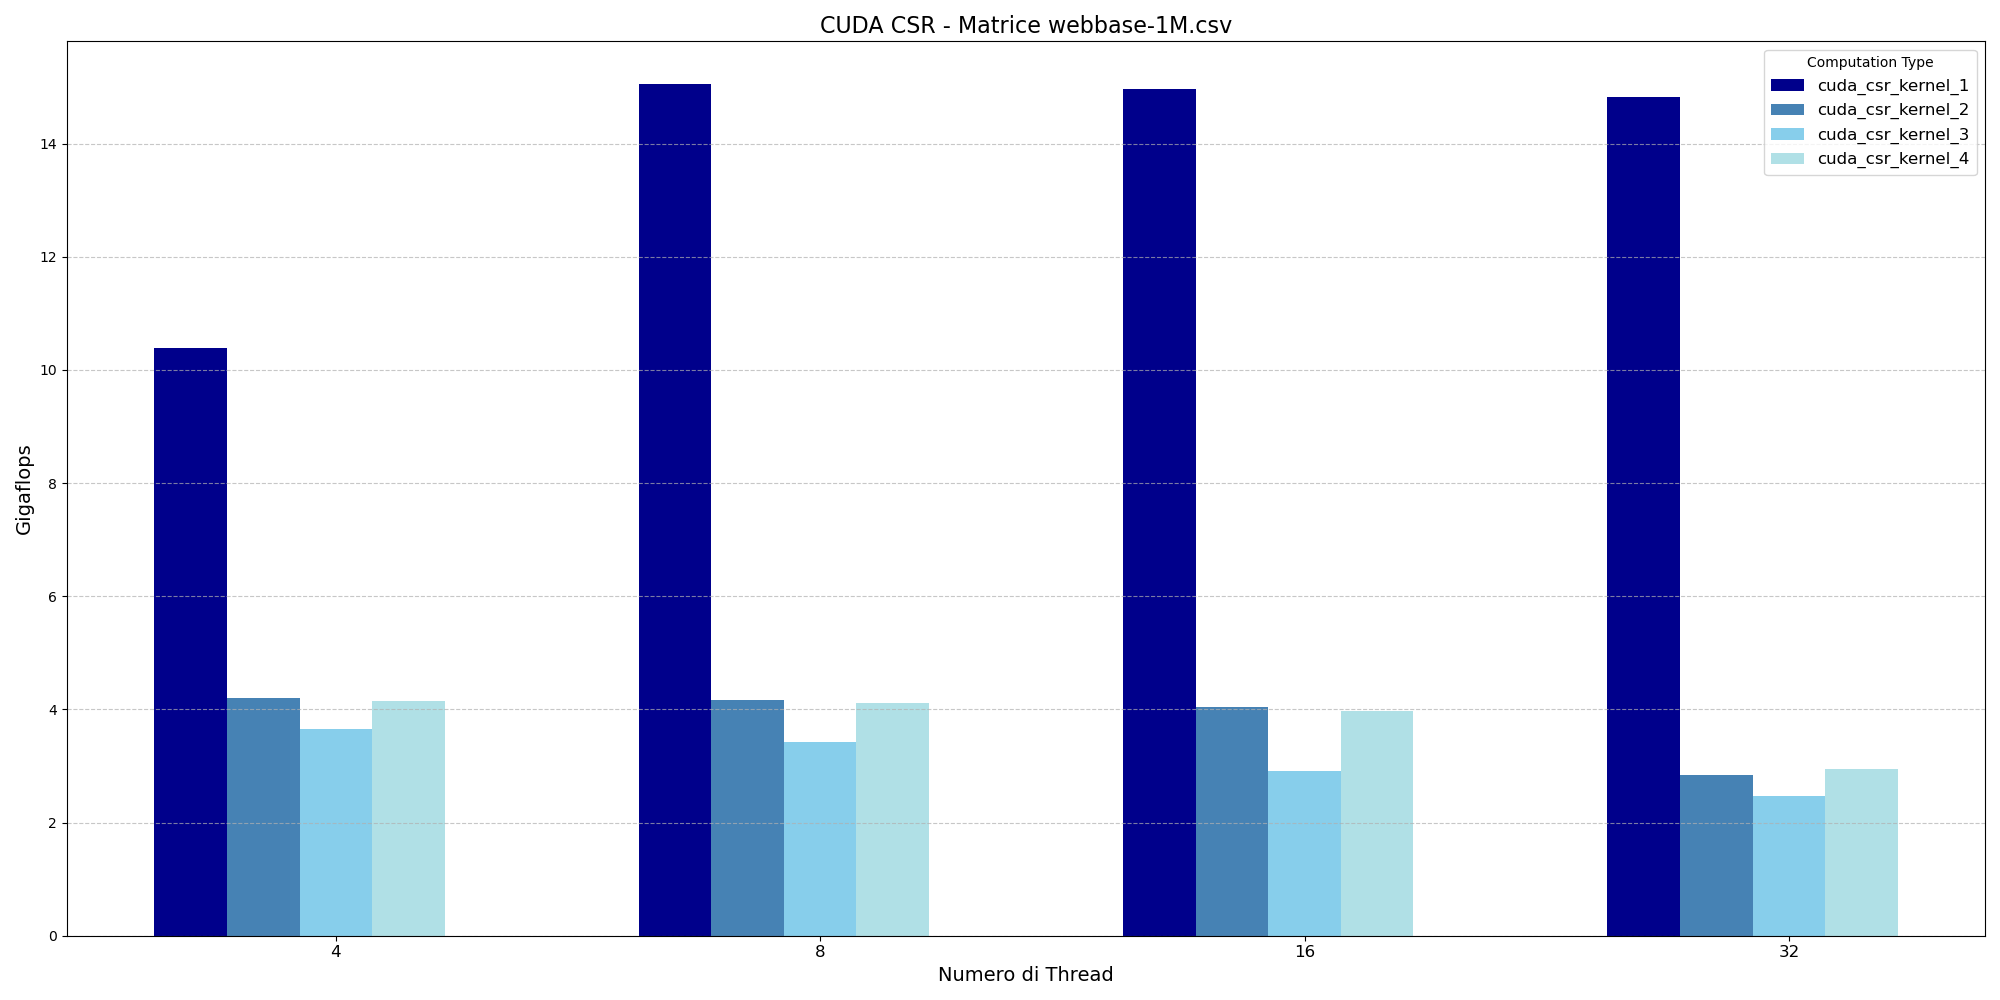 CUDA CSR - Matrice webbase-1M.csv
Computation Type
cuda_csr_kernel_1
cuda_csr_kernel_2
cuda_csr_kernel_3
cuda_csr_kernel_4
Gigaflops
14
12
10
8
6
4
2
0
4 8 16 32
Numero di Thread